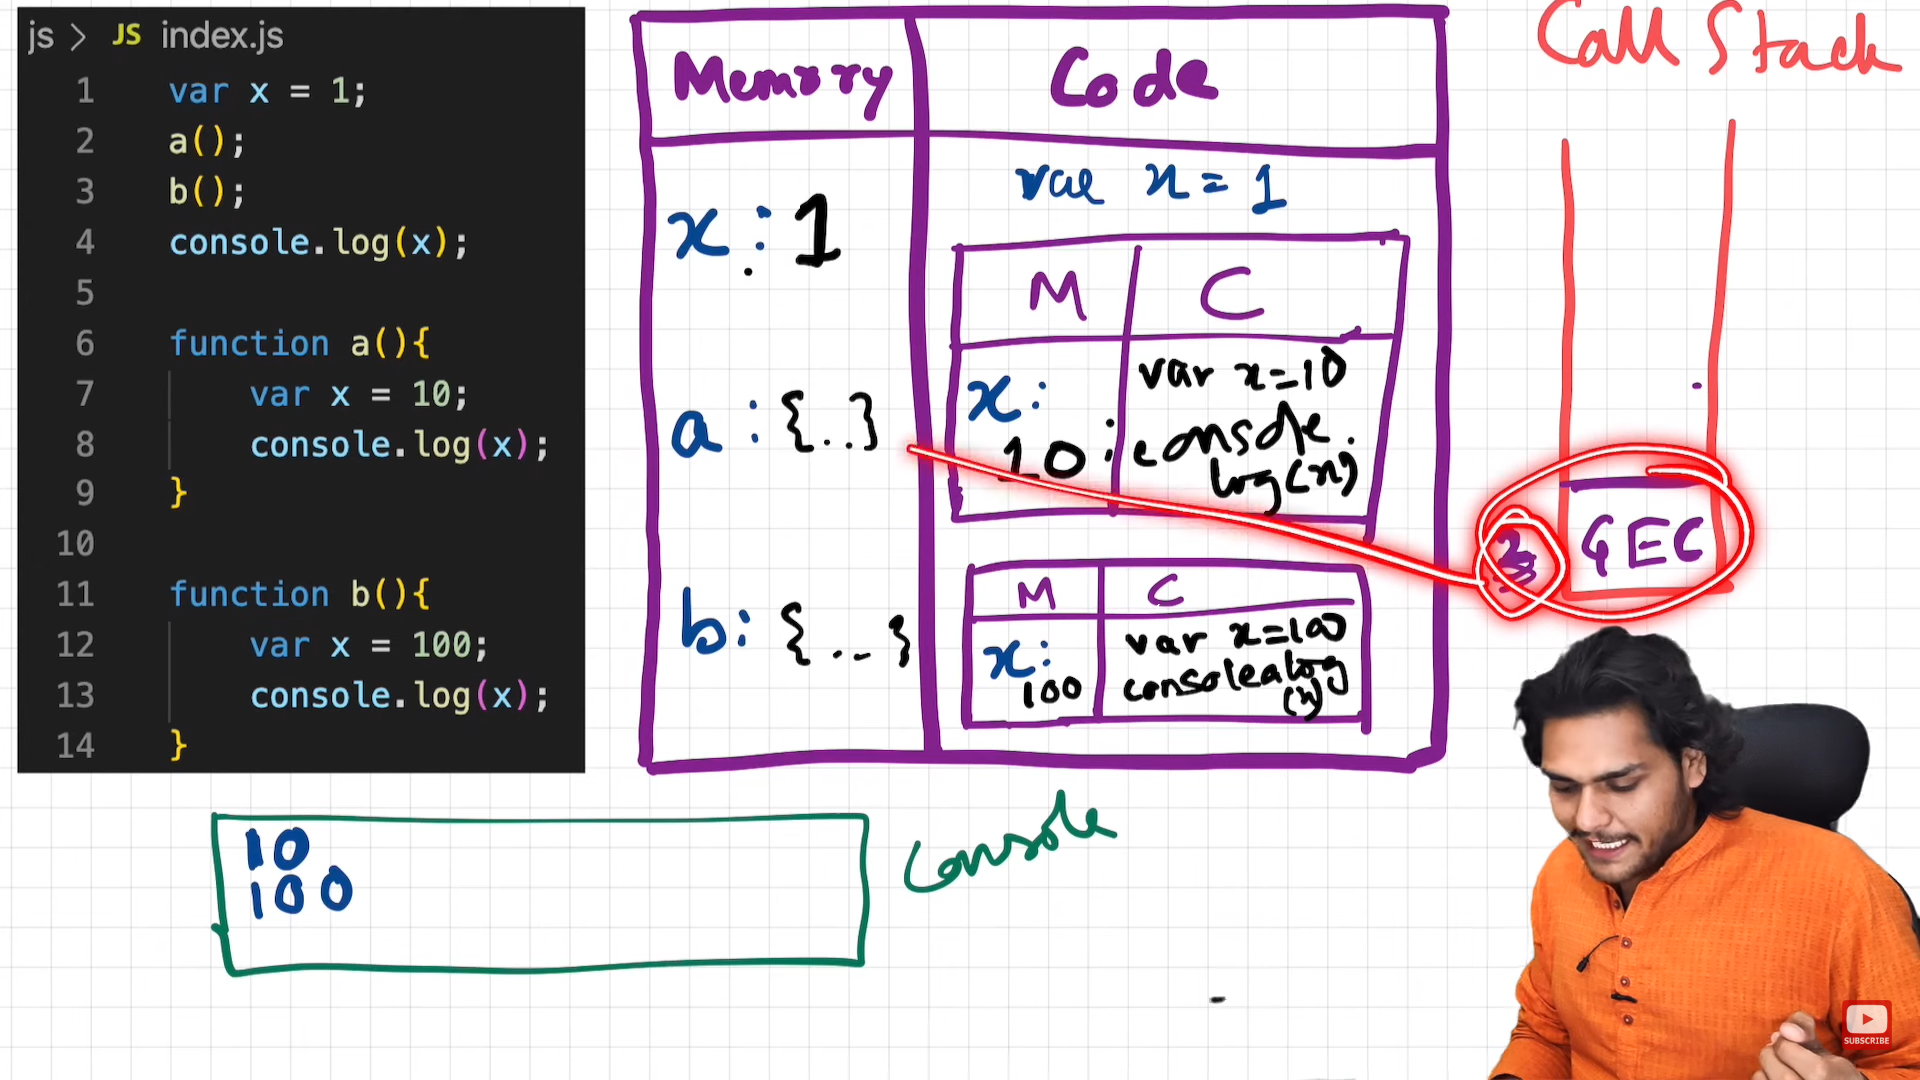 js > JS index.js
1 var x = 1;
2 a();
3 b();
4 console.log(x);
5
6 function a(){
7 var x = 10;
8 console.log(x);
9 }
10
11 function b(){
12 var x = 100;
13 console.log(x);
14 }
Memory Code
x : 1
a : {..}
b : {.._}
var x = 1
M C
x:
10
var x=10
console.
log(x)
M C
x:
100
var x=100
console.log
(x)
Call Stack
GEC
10
100
Console
SUBSCRIBE